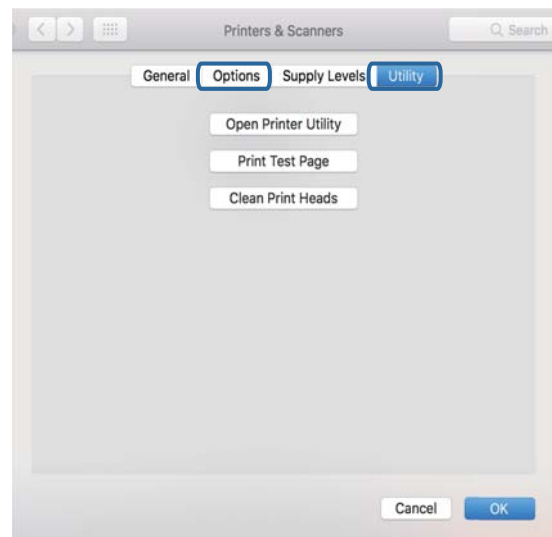 Printers & Scanners Search
General Options Supply Levels Utility
Open Printer Utility
Print Test Page
Clean Print Heads
Cancel OK